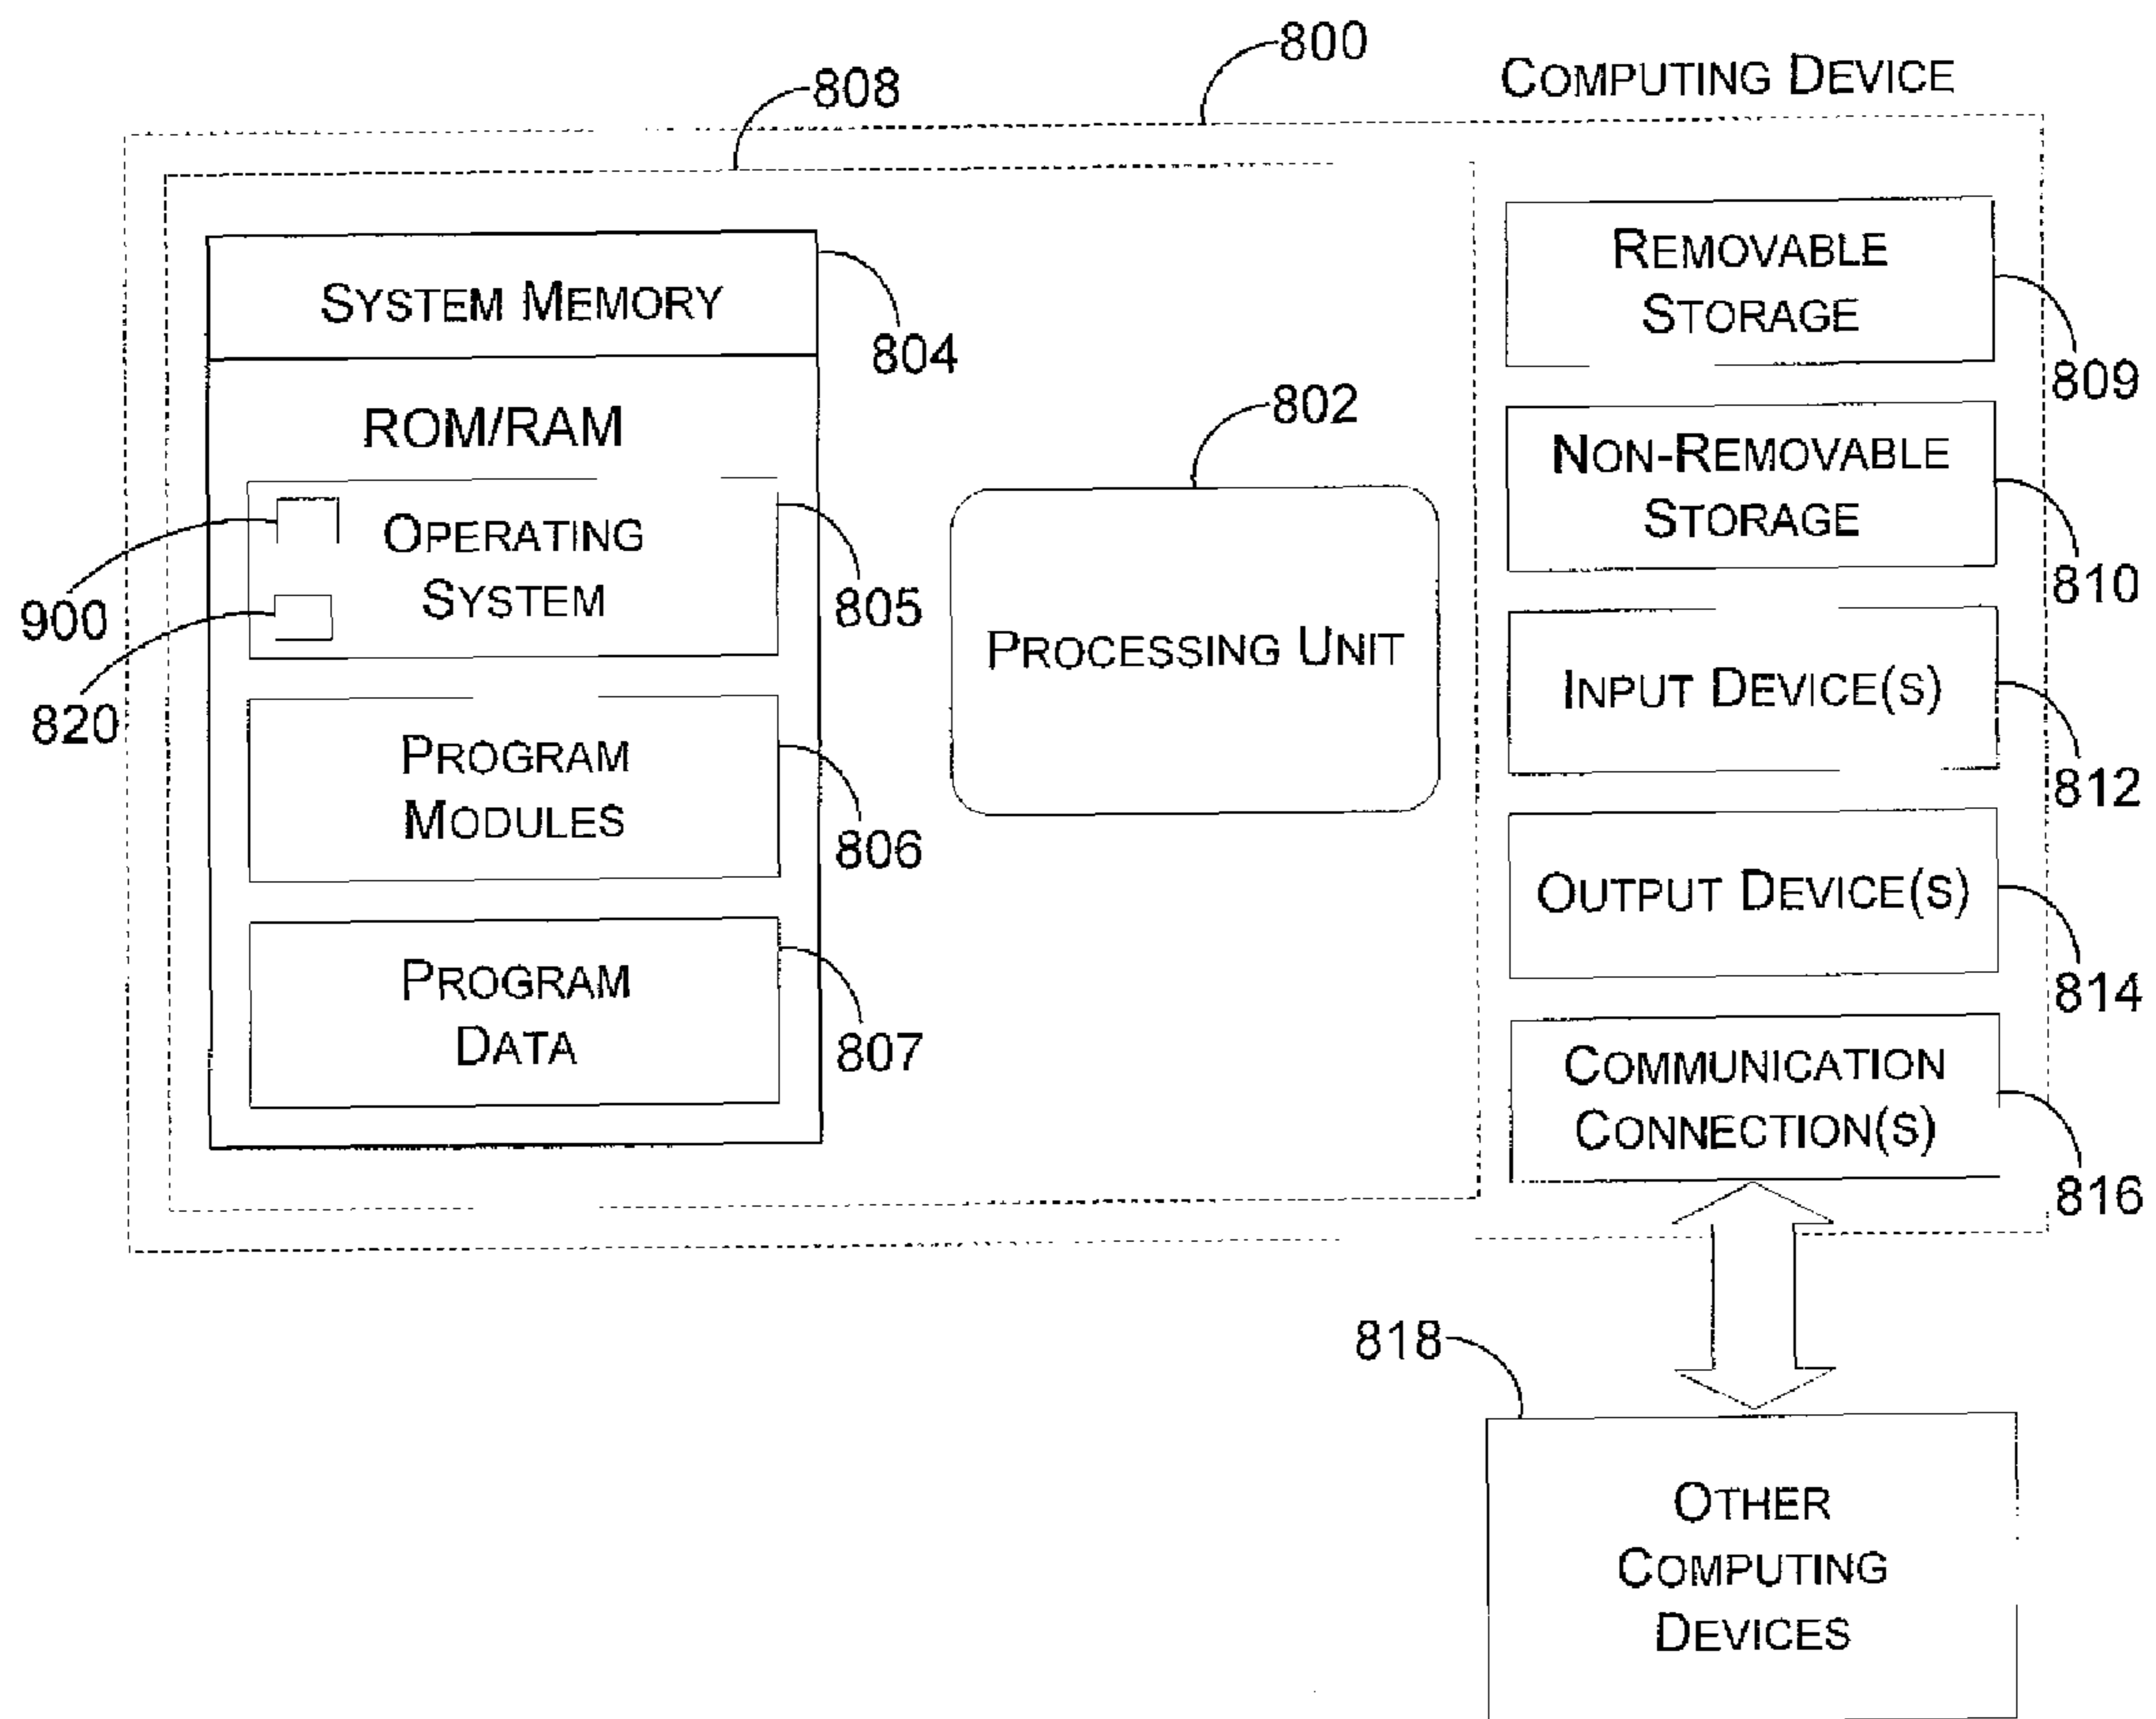 800
COMPUTING DEVICE
808
SYSTEM MEMORY
804
ROM/RAM
OPERATING
SYSTEM
805
900
820
PROGRAM
MODULES
806
PROGRAM
DATA
807
802
PROCESSING UNIT
REMOVABLE
STORAGE
809
NON-REMOVABLE
STORAGE
810
INPUT DEVICE(S)
812
OUTPUT DEVICE(S)
814
COMMUNICATION
CONNECTION(S)
816
818
OTHER
COMPUTING
DEVICES